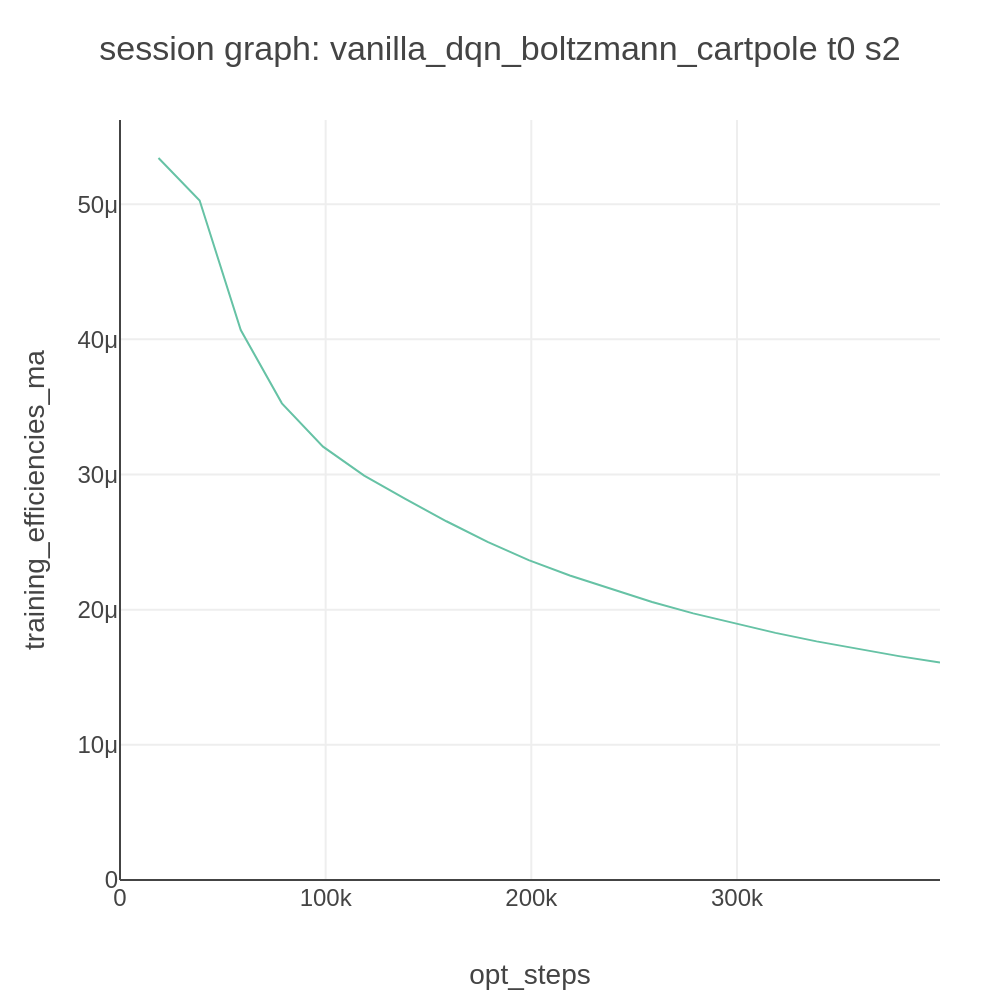 session graph: vanilla_dqn_boltzmann_cartpole t0 s2
training_efficiencies_ma
50μ
40μ
30μ
20μ
10μ
0
0 100k 200k 300k
opt_steps